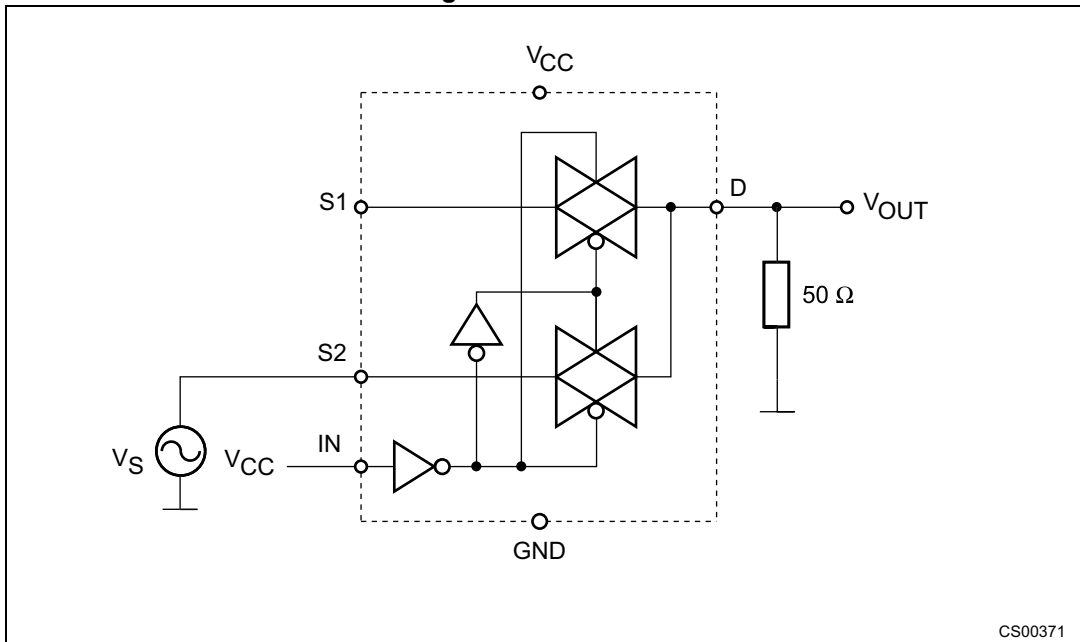 VCC
S1
D
VOUT
50 Ω
S2
IN
VS
VCC
GND
CS00371